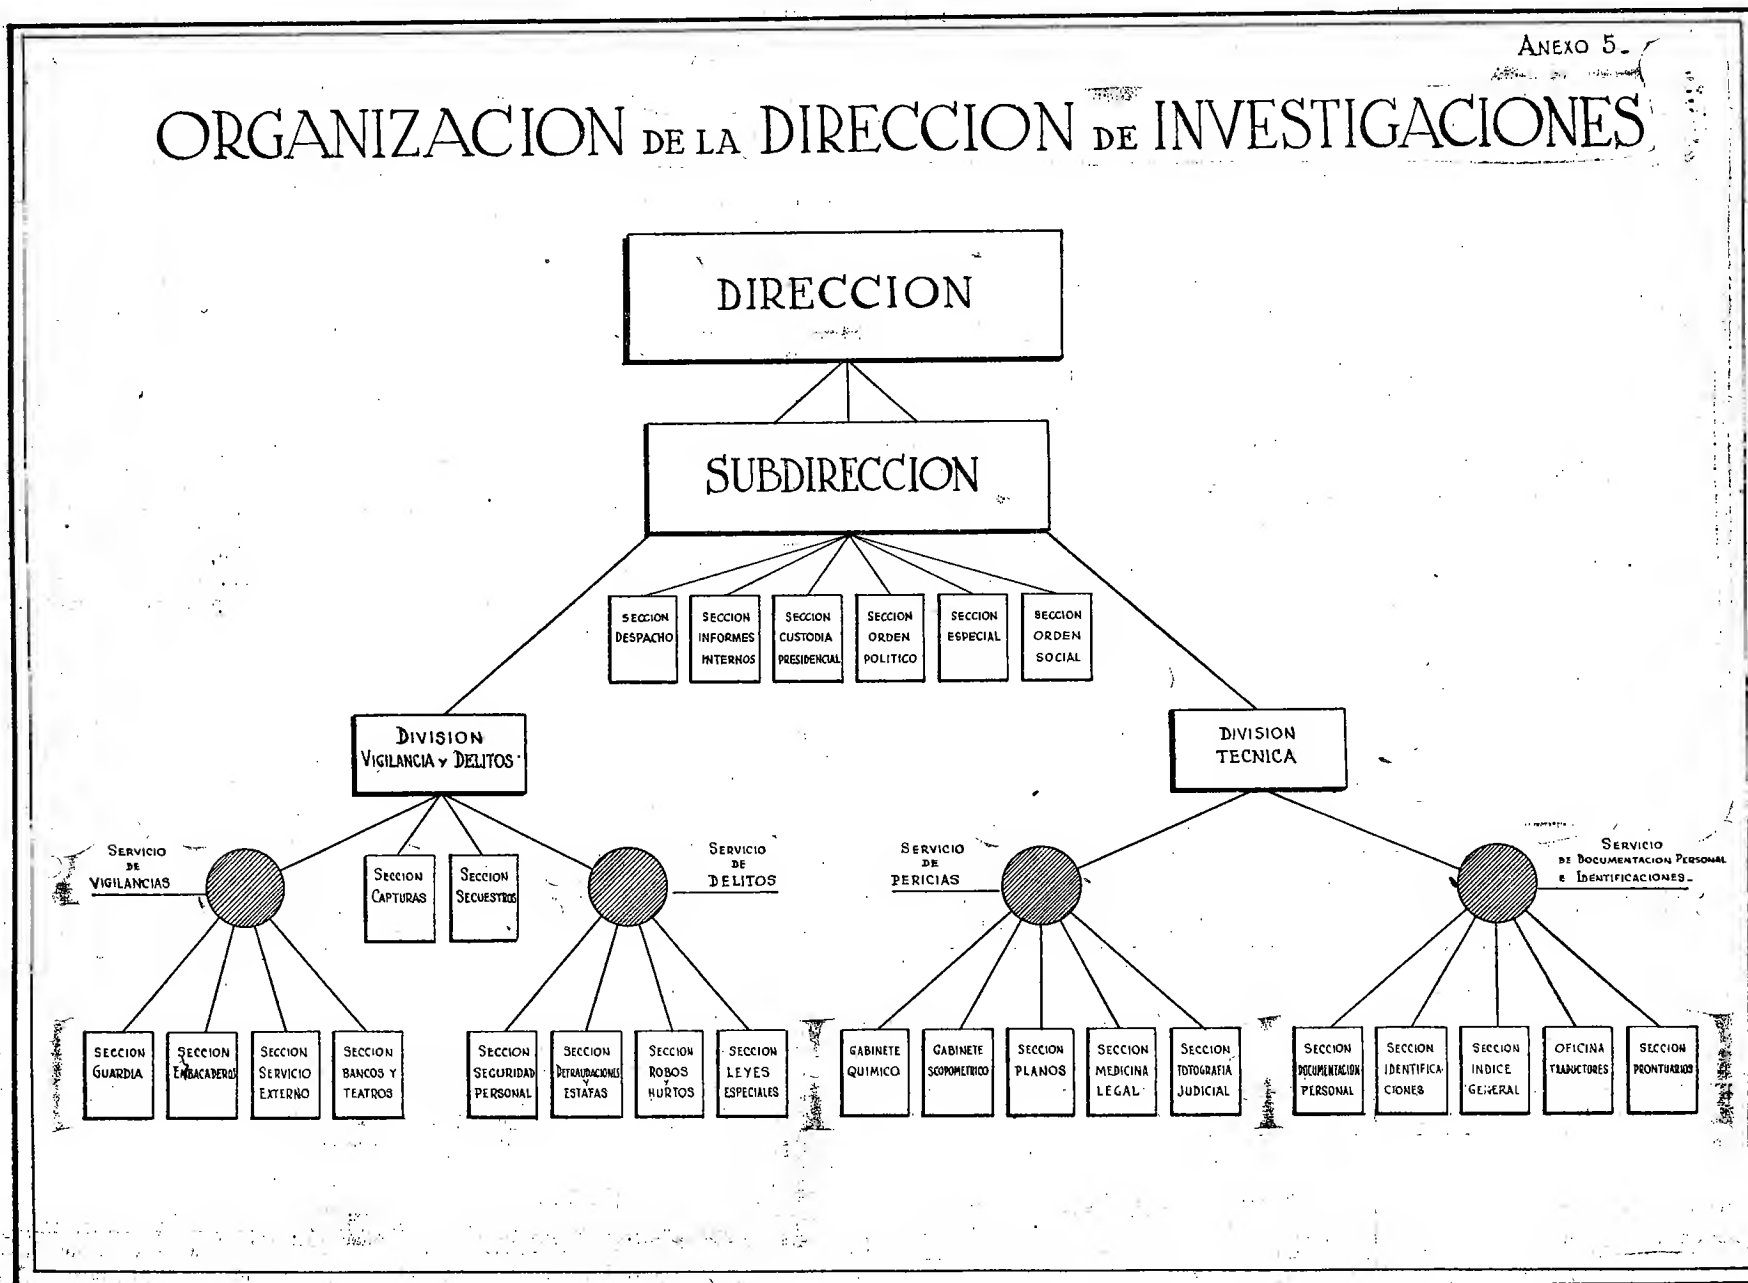 ANEXO 5-
ORGANIZACION DE LA DIRECCION DE INVESTIGACIONES
DIRECCION
SUBDIRECCION
SECCION
DESPACHO
SECCION
INFORMES
INTERNOS
SECCION
CUSTODIA
PRESIDENCIAL
SECCION
ORDEN
POLITICO
SECCION
ESPECIAL
SECCION
ORDEN
SOCIAL
DIVISION
VIGILANCIA Y DELITOS
DIVISION
TECNICA
SERVICIO
DE
VIGILANCIAS
SECCION
CAPTURAS
SECCION
SECUESTROS
SERVICIO
DE
DELITOS
SERVICIO
DE
PERICIAS
SERVICIO
DE DOCUMENTACION PERSONAL
E IDENTIFICACIONES-
SECCION
GUARDIA
SECCION
EMBACADEROS
SECCION
SERVICIO
EXTERNO
SECCION
BANCOS Y
TEATROS
SECCION
SEGURIDAD
PERSONAL
SECCION
DEFRAUDACIONES
Y
ESTAFAS
SECCION
ROBOS
Y
HURTOS
SECCION
LEYES
ESPECIALES
GABINETE
QUIMICO
GABINETE
SCOPOMETRICO
SECCION
PLANOS
SECCION
MEDICINA
LEGAL
SECCION
FOTOGRAFIA
JUDICIAL
SECCION
DOCUMENTACION
PERSONAL
SECCION
IDENTIFICA-
CIONES
SECCION
INDICE
GENERAL
OFICINA
TRADUCTORES
SECCION
PRONTUARIOS